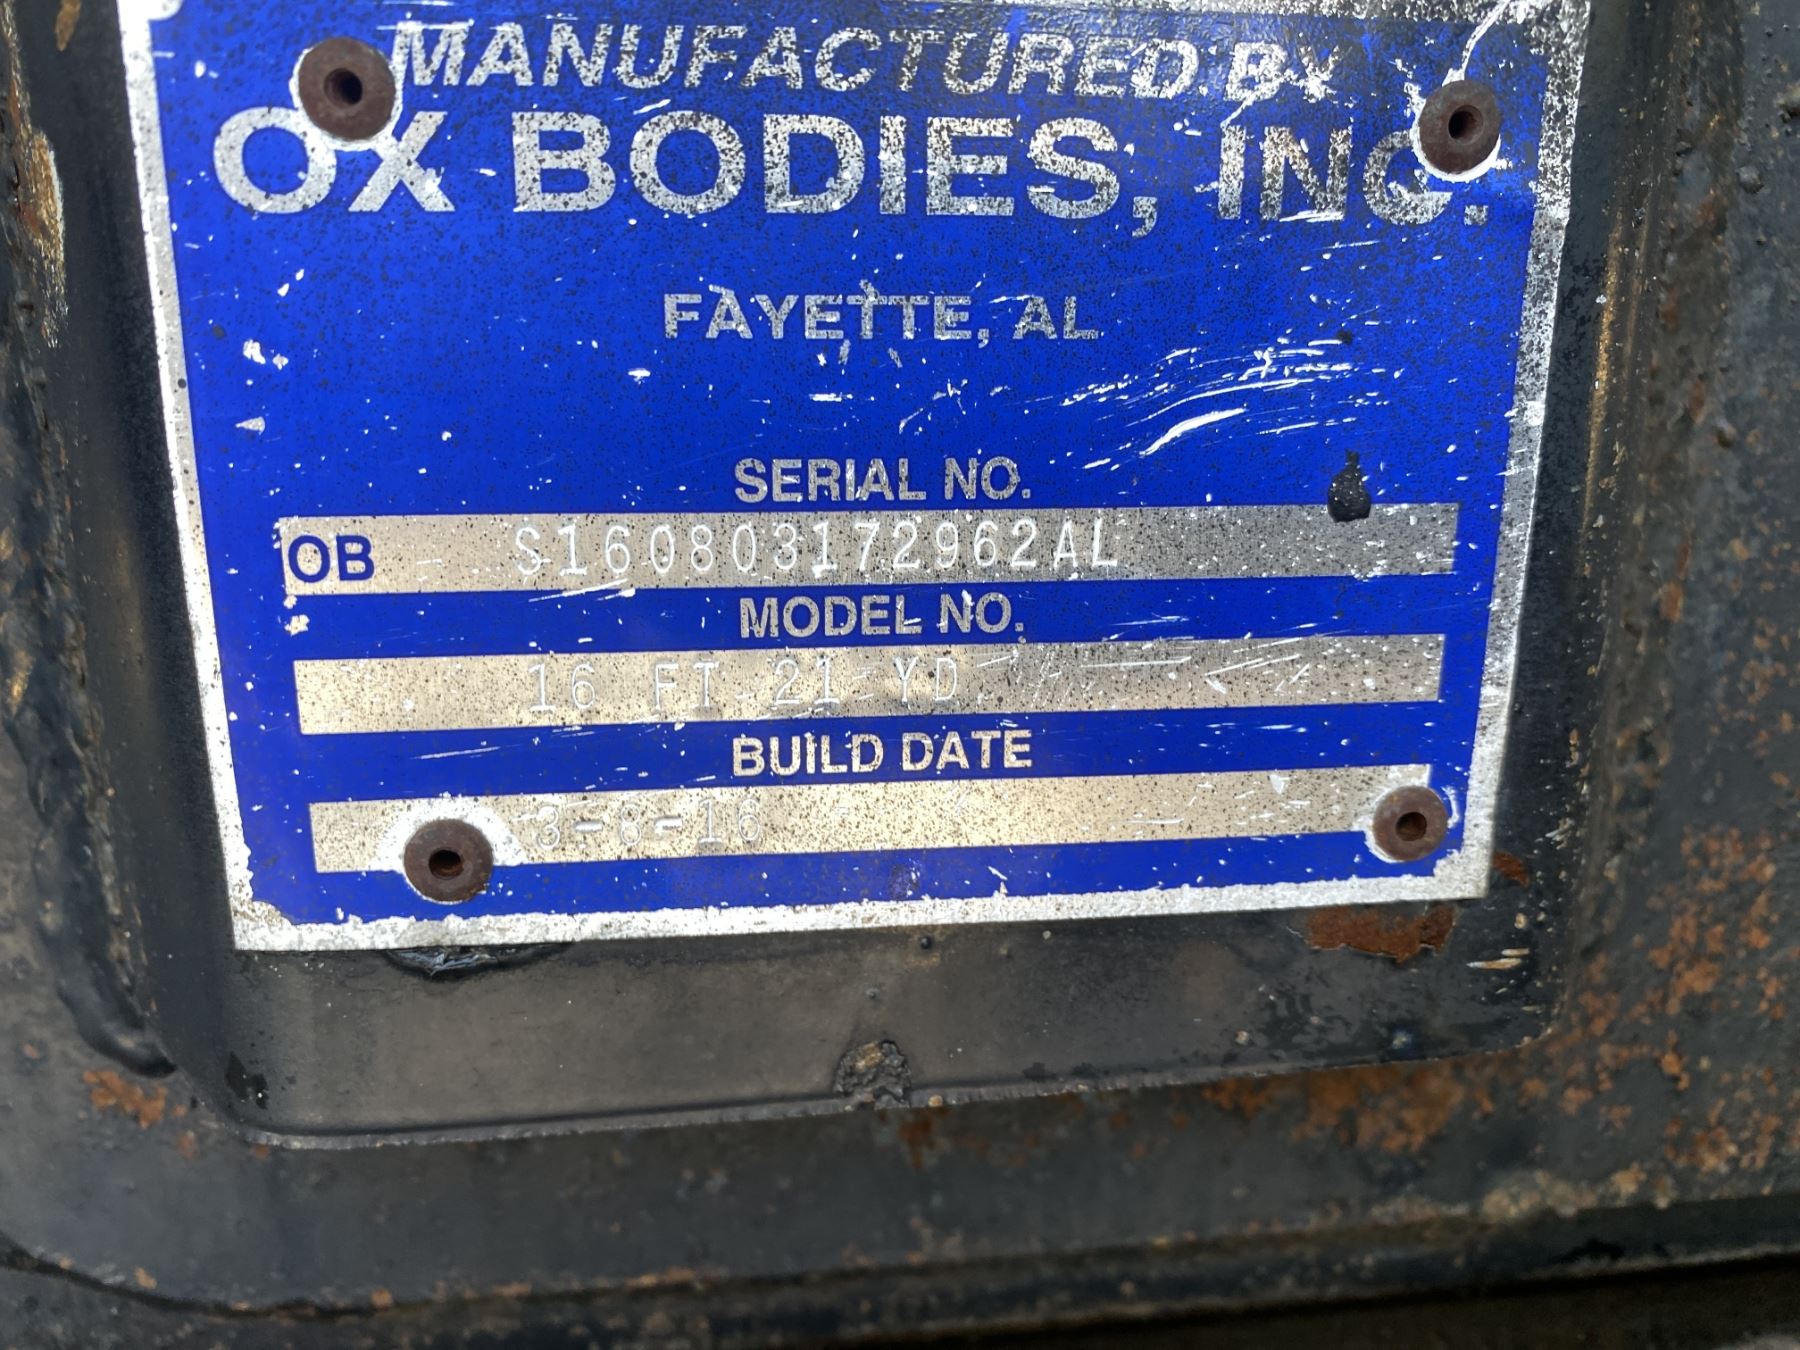 MANUFACTURED BY
OX BODIES, INC.
FAYETTE, AL
SERIAL NO.
OB S160803172962AL
MODEL NO.
16 FT 21 YD
BUILD DATE
3-8-16